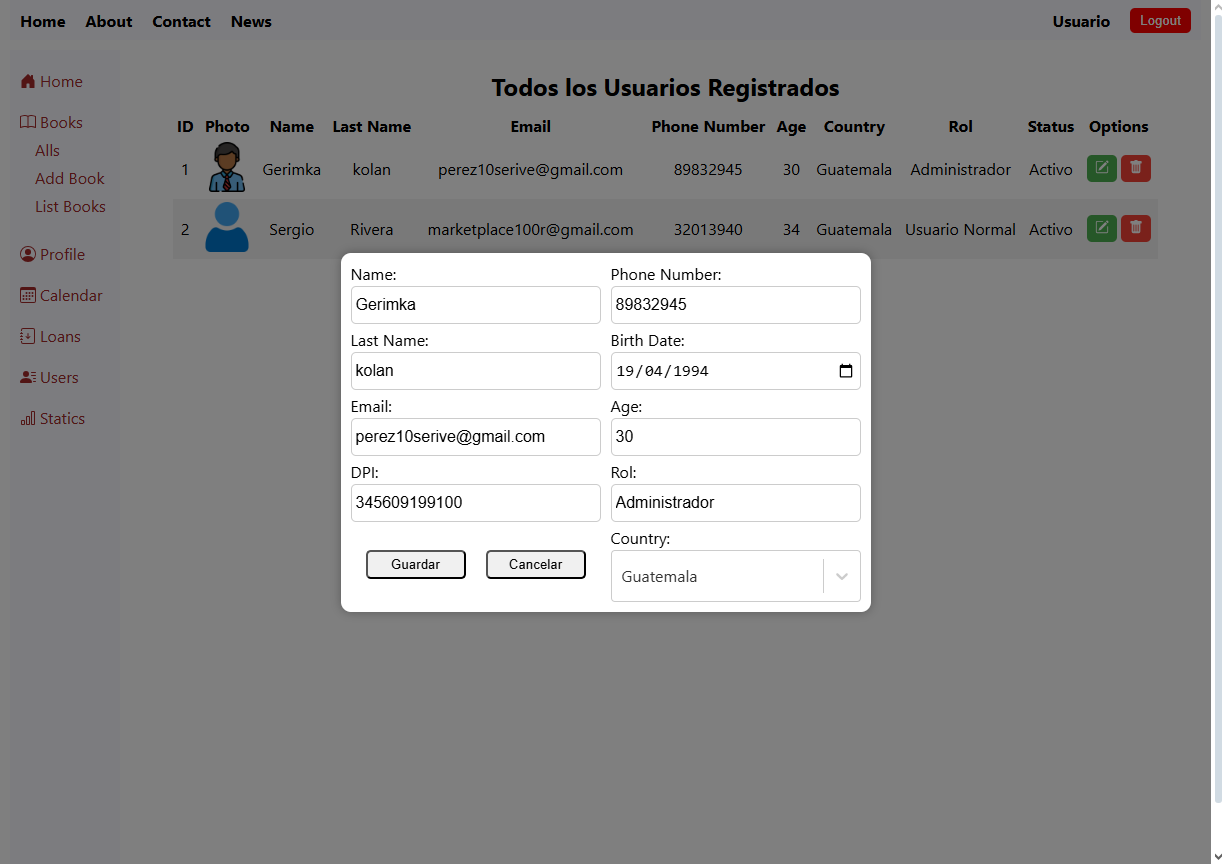 Home About Contact News Usuario Logout
Home
Books
Alls
Add Book
List Books
Profile
Calendar
Loans
Users
Statics
Todos los Usuarios Registrados
ID Photo Name Last Name Email Phone Number Age Country Rol Status Options
1 Gerimka kolan perez10serive@gmail.com 89832945 30 Guatemala Administrador Activo
2 Sergio Rivera marketplace100r@gmail.com 32013940 34 Guatemala Usuario Normal Activo
Name:
Gerimka
Last Name:
kolan
Email:
perez10serive@gmail.com
DPI:
345609199100
Guardar Cancelar
Phone Number:
89832945
Birth Date:
19/04/1994
Age:
30
Rol:
Administrador
Country:
Guatemala